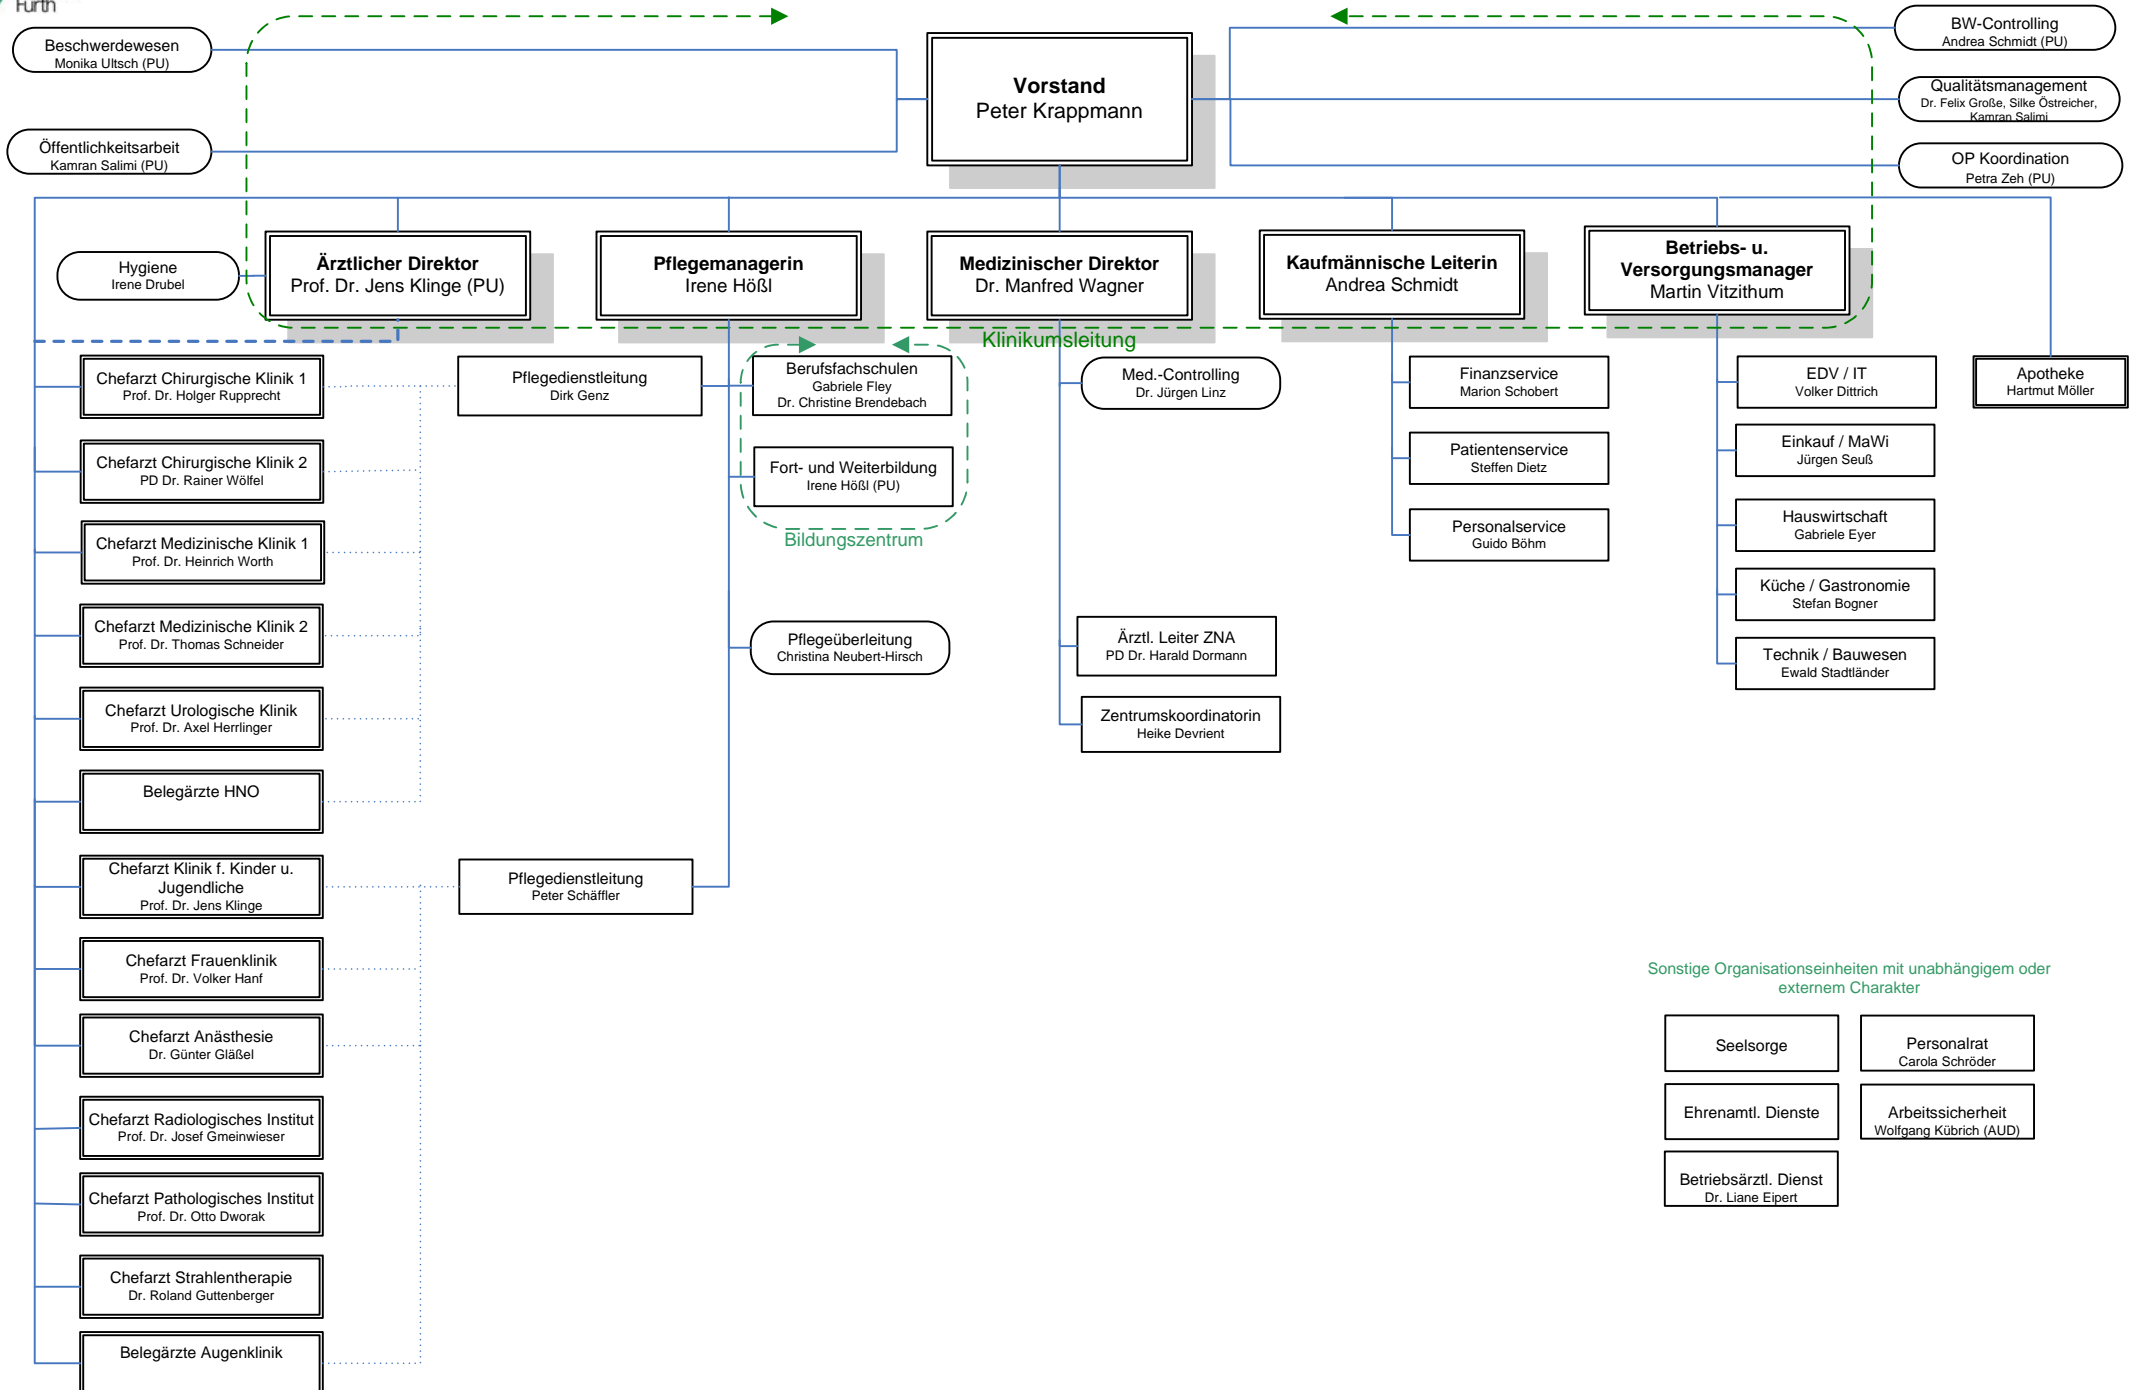 Fürth
Beschwerdewesen
Monika Ultsch (PU)
BW-Controlling
Andrea Schmidt (PU)
Vorstand
Peter Krappmann
Qualitätsmanagement
Dr. Felix Große, Silke Östreicher,
Kamran Salimi
Öffentlichkeitsarbeit
Kamran Salimi (PU)
OP Koordination
Petra Zeh (PU)
Hygiene
Irene Drubel
Ärztlicher Direktor
Prof. Dr. Jens Klinge (PU)
Pflegemanagerin
Irene Hößl
Medizinischer Direktor
Dr. Manfred Wagner
Kaufmännische Leiterin
Andrea Schmidt
Betriebs- u.
Versorgungsmanager
Martin Vitzithum
Klinikumsleitung
Chefarzt Chirurgische Klinik 1
Prof. Dr. Holger Rupprecht
Pflegedienstleitung
Dirk Genz
Berufsfachschulen
Gabriele Fley
Dr. Christine Brendebach
Med.-Controlling
Dr. Jürgen Linz
Finanzservice
Marion Schobert
EDV / IT
Volker Dittrich
Apotheke
Hartmut Möller
Chefarzt Chirurgische Klinik 2
PD Dr. Rainer Wölfel
Fort- und Weiterbildung
Irene Hößl (PU)
Patientenservice
Steffen Dietz
Einkauf / MaWi
Jürgen Seuß
Chefarzt Medizinische Klinik 1
Prof. Dr. Heinrich Worth
Bildungszentrum
Personalservice
Guido Böhm
Hauswirtschaft
Gabriele Eyer
Küche / Gastronomie
Stefan Bogner
Chefarzt Medizinische Klinik 2
Prof. Dr. Thomas Schneider
Pflegeüberleitung
Christina Neubert-Hirsch
Ärztl. Leiter ZNA
PD Dr. Harald Dormann
Technik / Bauwesen
Ewald Stadtländer
Chefarzt Urologische Klinik
Prof. Dr. Axel Herrlinger
Zentrumskoordinatorin
Heike Devrient
Belegärzte HNO
Chefarzt Klinik f. Kinder u.
Jugendliche
Prof. Dr. Jens Klinge
Pflegedienstleitung
Peter Schäffler
Chefarzt Frauenklinik
Prof. Dr. Volker Hanf
Sonstige Organisationseinheiten mit unabhängigem oder
externem Charakter
Chefarzt Anästhesie
Dr. Günter Gläßel
Seelsorge
Personalrat
Carola Schröder
Chefarzt Radiologisches Institut
Prof. Dr. Josef Gmeinwieser
Ehrenamtl. Dienste
Arbeitssicherheit
Wolfgang Kübrich (AUD)
Chefarzt Pathologisches Institut
Prof. Dr. Otto Dworak
Betriebsärztl. Dienst
Dr. Liane Eipert
Chefarzt Strahlentherapie
Dr. Roland Guttenberger
Belegärzte Augenklinik